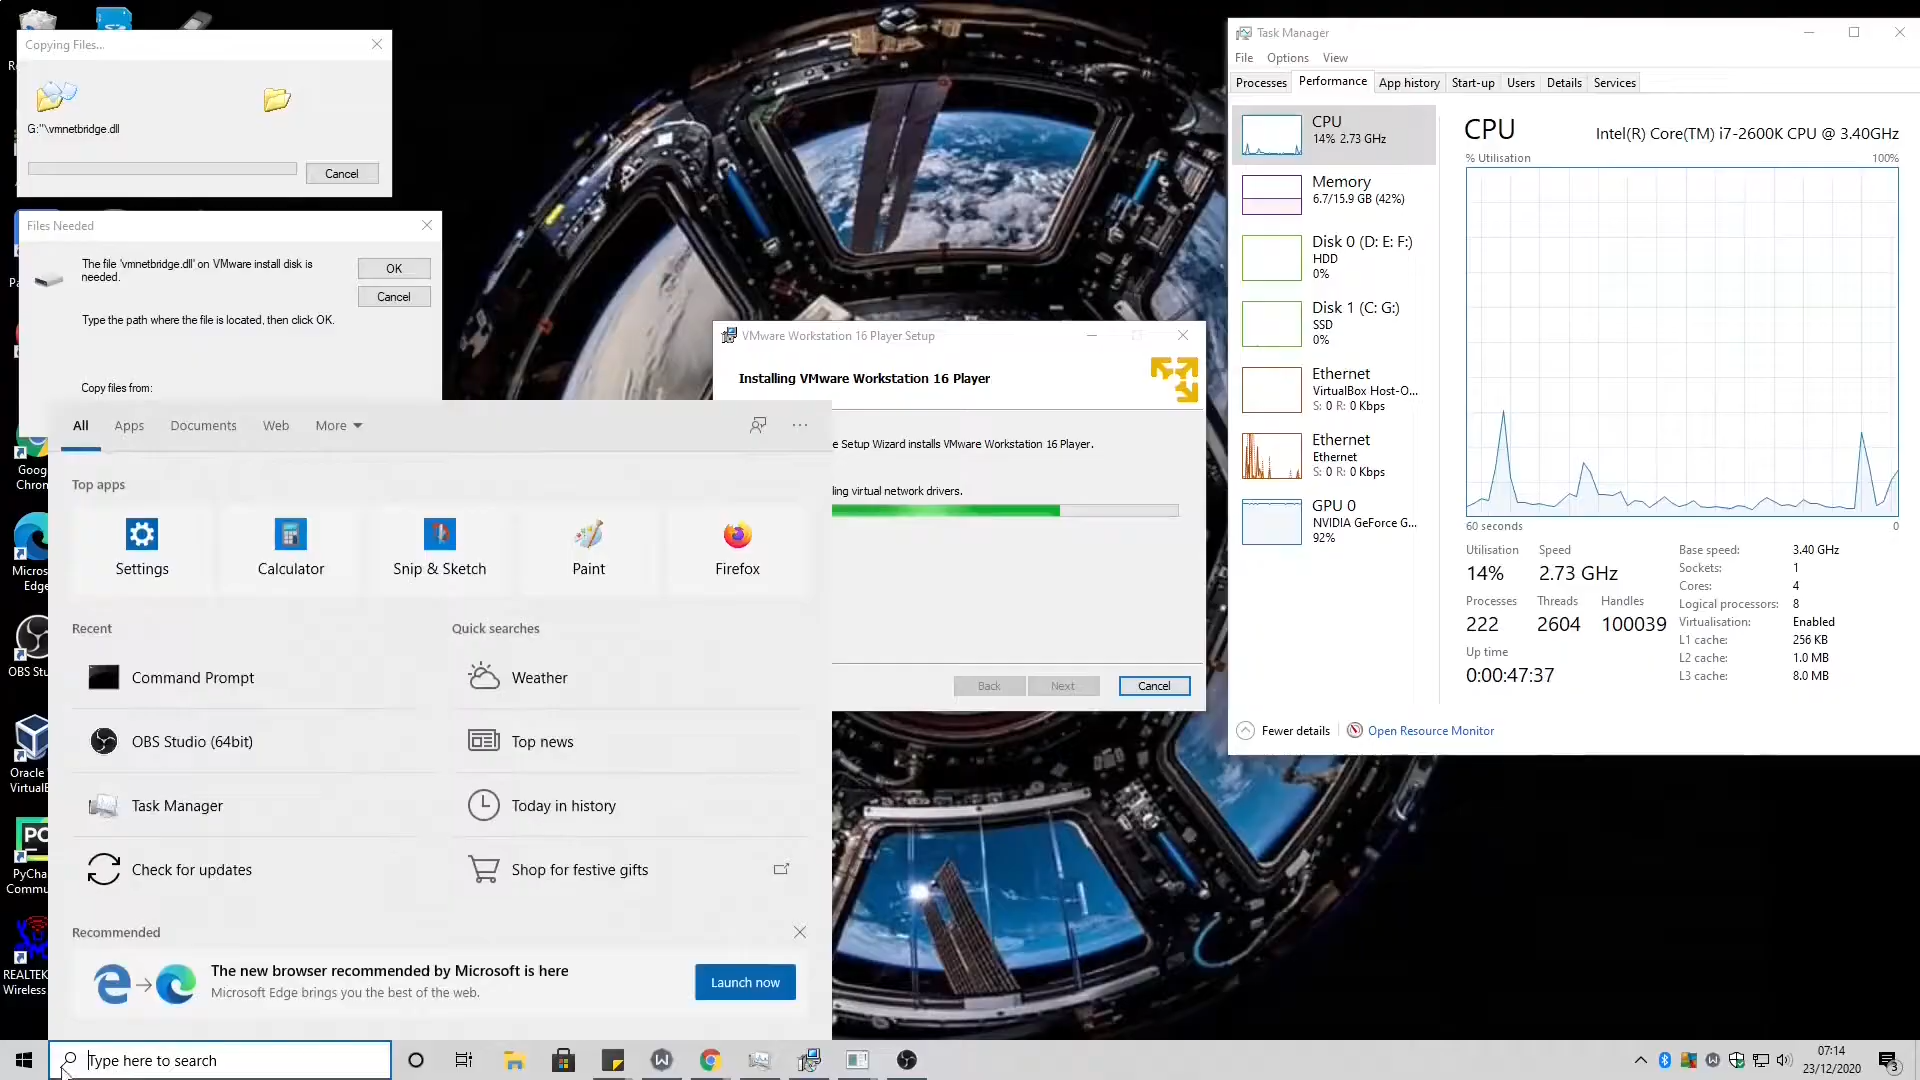 Copying Files...
G:"\vmnetbridge.dll
Cancel
Files Needed
The file 'vmnetbridge.dll' on VMware install disk is
needed.
OK
Cancel
Type the path where the file is located, then click OK.
Copy files from:
VMware Workstation 16 Player Setup
Installing VMware Workstation 16 Player
e Setup Wizard installs VMware Workstation 16 Player.
ling virtual network drivers.
Back
Next
Cancel
Task Manager
File Options View
Processes Performance App history Start-up Users Details Services
CPU
14% 2.73 GHz
Memory
6.7/15.9 GB (42%)
Disk 0 (D: E: F:)
HDD
0%
Disk 1 (C: G:)
SSD
0%
Ethernet
VirtualBox Host-O...
S: 0 R: 0 Kbps
Ethernet
Ethernet
S: 0 R: 0 Kbps
GPU 0
NVIDIA GeForce G...
92%
CPU Intel(R) Core(TM) i7-2600K CPU @ 3.40GHz
% Utilisation 100%
60 seconds 0
Utilisation Speed
14% 2.73 GHz
Processes Threads Handles
222 2604 100039
Up time
0:00:47:37
Base speed: 3.40 GHz
Sockets: 1
Cores: 4
Logical processors: 8
Virtualisation: Enabled
L1 cache: 256 KB
L2 cache: 1.0 MB
L3 cache: 8.0 MB
Fewer details Open Resource Monitor
All Apps Documents Web More
Top apps
Settings Calculator Snip & Sketch Paint Firefox
Recent
Command Prompt
OBS Studio (64bit)
Task Manager
Check for updates
Quick searches
Weather
Top news
Today in history
Shop for festive gifts
Recommended
The new browser recommended by Microsoft is here
Microsoft Edge brings you the best of the web.
Launch now
Goog
Chron
Micros
Edge
OBS Stu
Oracle
VirtualB
PC
PyCha
Commu
REALTEK
Wireless
Type here to search
07:14
23/12/2020
3